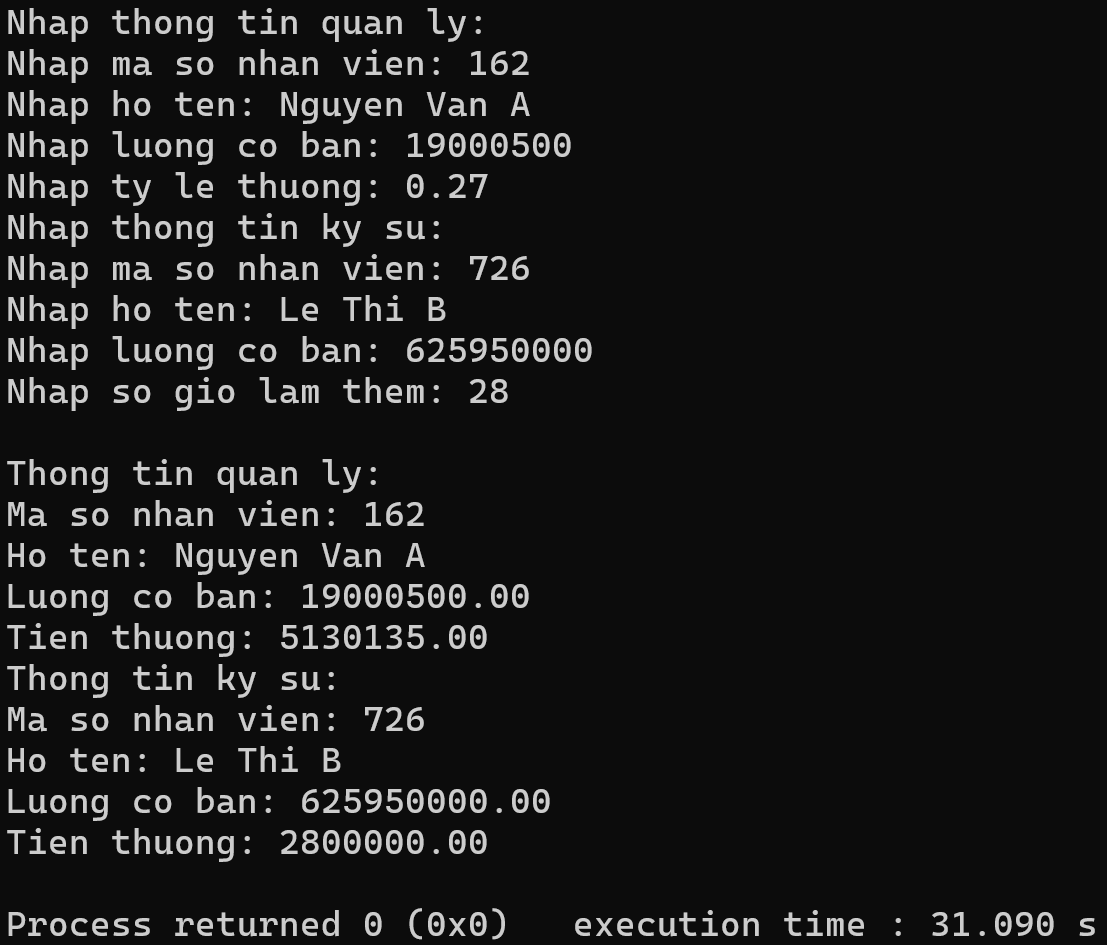 Nhap thong tin quan ly:
Nhap ma so nhan vien: 162
Nhap ho ten: Nguyen Van A
Nhap luong co ban: 19000500
Nhap ty le thuong: 0.27
Nhap thong tin ky su:
Nhap ma so nhan vien: 726
Nhap ho ten: Le Thi B
Nhap luong co ban: 625950000
Nhap so gio lam them: 28

Thong tin quan ly:
Ma so nhan vien: 162
Ho ten: Nguyen Van A
Luong co ban: 19000500.00
Tien thuong: 5130135.00
Thong tin ky su:
Ma so nhan vien: 726
Ho ten: Le Thi B
Luong co ban: 625950000.00
Tien thuong: 2800000.00

Process returned 0 (0x0)   execution time : 31.090 s